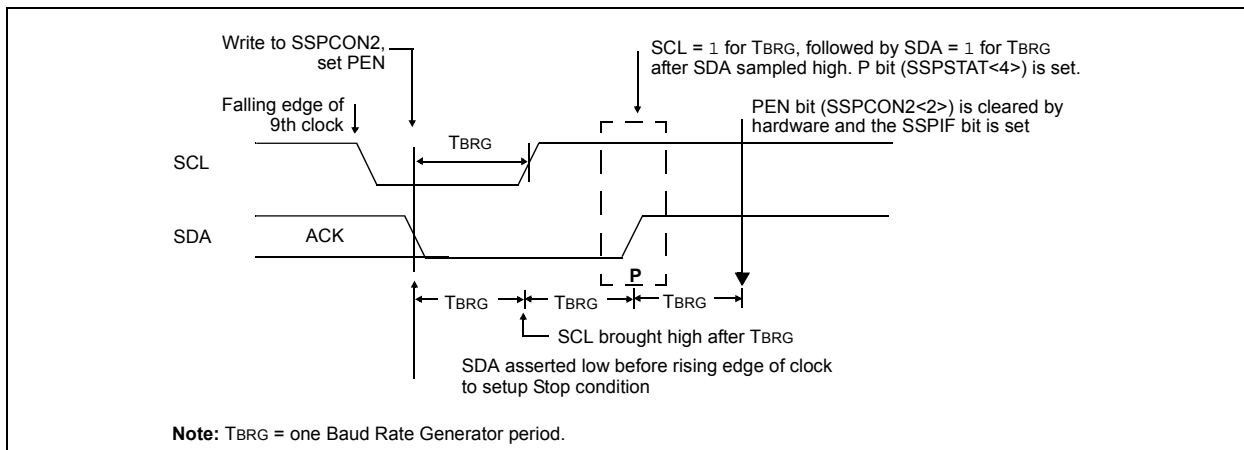 Write to SSPCON2,
set PEN
SCL = 1 for TBRG, followed by SDA = 1 for TBRG
after SDA sampled high. P bit (SSPSTAT<4>) is set.
Falling edge of
9th clock
PEN bit (SSPCON2<2>) is cleared by
hardware and the SSPIF bit is set
TBRG
SCL
SDA
ACK
P
TBRG
TBRG
TBRG
SCL brought high after TBRG
SDA asserted low before rising edge of clock
to setup Stop condition
Note: TBRG = one Baud Rate Generator period.